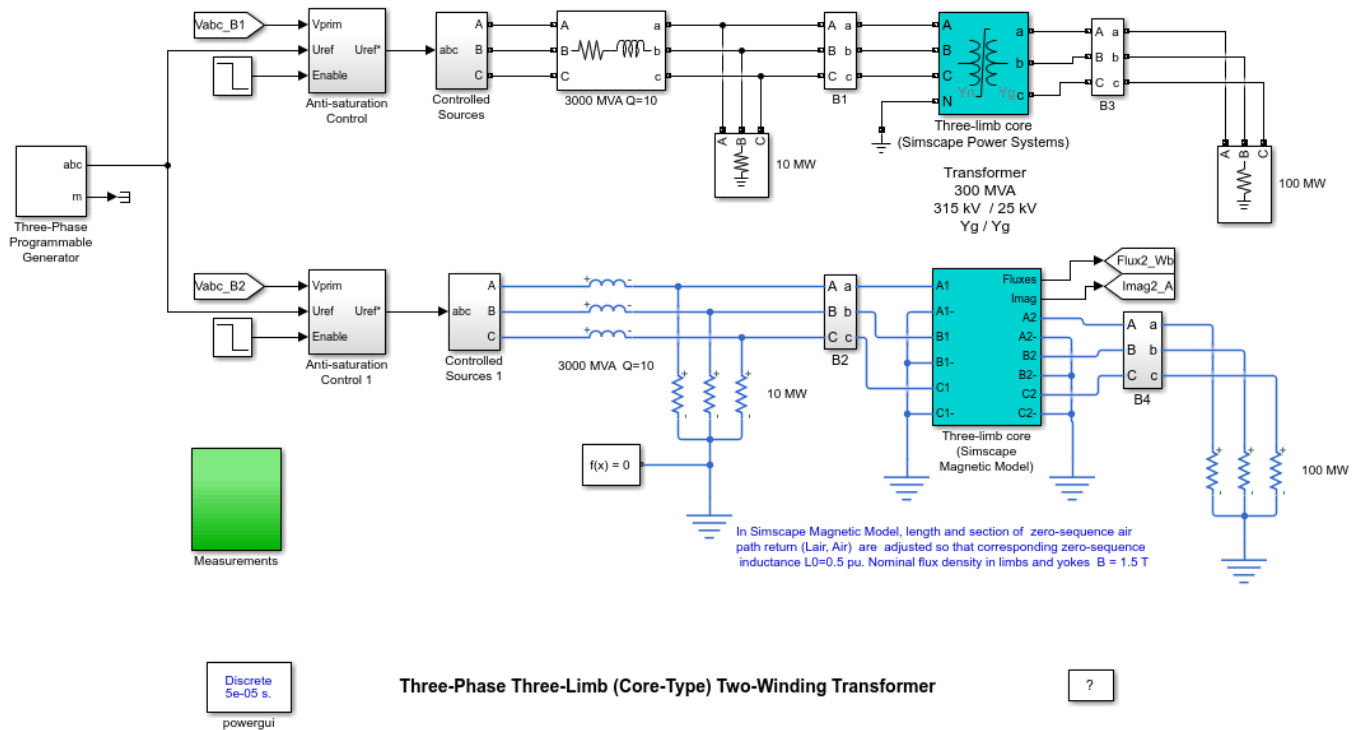 Vabc_B1
Vprim
Uref
Enable
Uref*
Anti-saturation
Control
abc
A
B
C
Controlled
Sources
A
B
C
a
b
c
3000 MVA Q=10
A
B
C
10 MW
A
B
C
a
b
c
B1
A
B
C
N
a
b
c
Yn
Yg
Three-limb core
(Simscape Power Systems)
Transformer
300 MVA
315 kV / 25 kV
Yg / Yg
A
B
C
a
b
c
B3
A
B
C
100 MW
abc
m
Three-Phase
Programmable
Generator
Vabc_B2
Vprim
Uref
Enable
Uref*
Anti-saturation
Control 1
abc
A
B
C
Controlled
Sources 1
+ -
+ -
+ -
3000 MVA Q=10
+ + +
- - -
10 MW
f(x) = 0
A
B
C
a
b
c
B2
A1
A1-
B1
B1-
C1
C1-
Fluxes
Imag
A2
A2-
B2
B2-
C2
C2-
Three-limb core
(Simscape
Magnetic Model)
Flux2_Wb
Imag2_A
A
B
C
a
b
c
B4
+ + +
- - -
100 MW
Measurements
In Simscape Magnetic Model, length and section of zero-sequence air
path return (Lair, Air) are adjusted so that corresponding zero-sequence
inductance L0=0.5 pu. Nominal flux density in limbs and yokes B = 1.5 T
Discrete
5e-05 s.
powergui
Three-Phase Three-Limb (Core-Type) Two-Winding Transformer
?